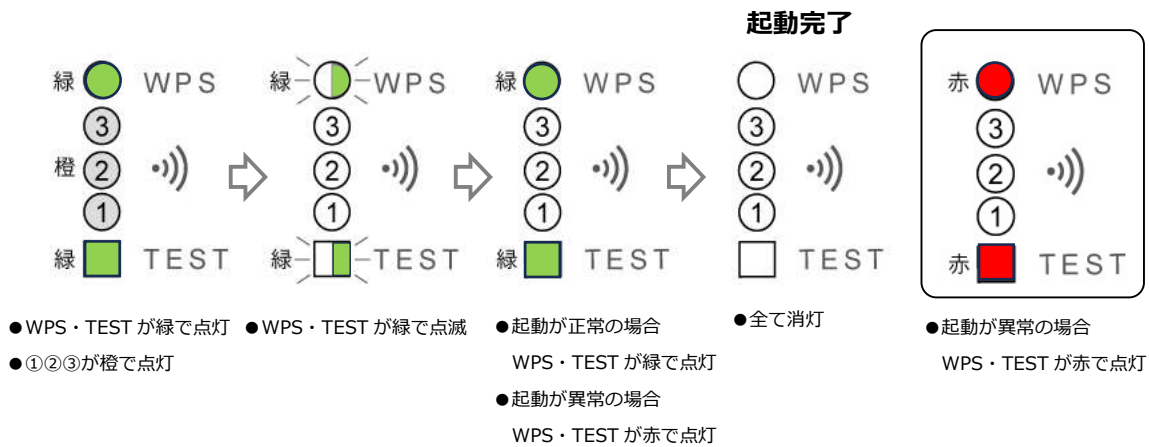 起動完了
緑 WPS
③
橙 ②
①
緑 TEST
緑 WPS
③
②
①
緑 TEST
緑 WPS
③
②
①
緑 TEST
WPS
③
②
①
TEST
赤 WPS
③
②
①
赤 TEST
●WPS・TEST が緑で点灯
●①②③が橙で点灯
●WPS・TEST が緑で点滅
●起動が正常の場合
WPS・TEST が緑で点灯
●起動が異常の場合
WPS・TEST が赤で点灯
●全て消灯
●起動が異常の場合
WPS・TEST が赤で点灯